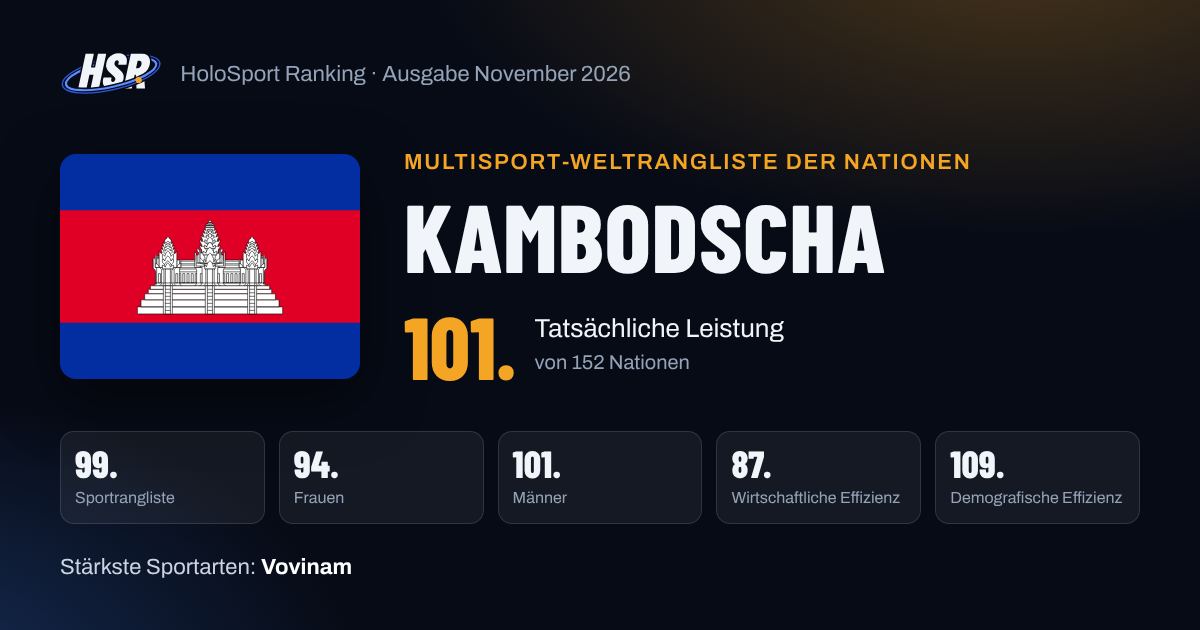 HSR
HoloSport Ranking · Ausgabe November 2026
MULTISPORT-WELTRANGLISTE DER NATIONEN
KAMBODSCHA
101.
Tatsächliche Leistung
von 152 Nationen
99.
Sportrangliste
94.
Frauen
101.
Männer
87.
Wirtschaftliche Effizienz
109.
Demografische Effizienz
Stärkste Sportarten: Vovinam